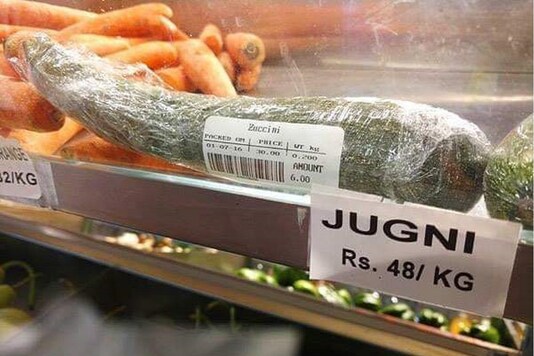 Zuccini
PACKED ON PRICE WT kg
01-07-16 30.00 0.200
AMOUNT
6.00
JUGNI
Rs. 48/ KG
32/KG